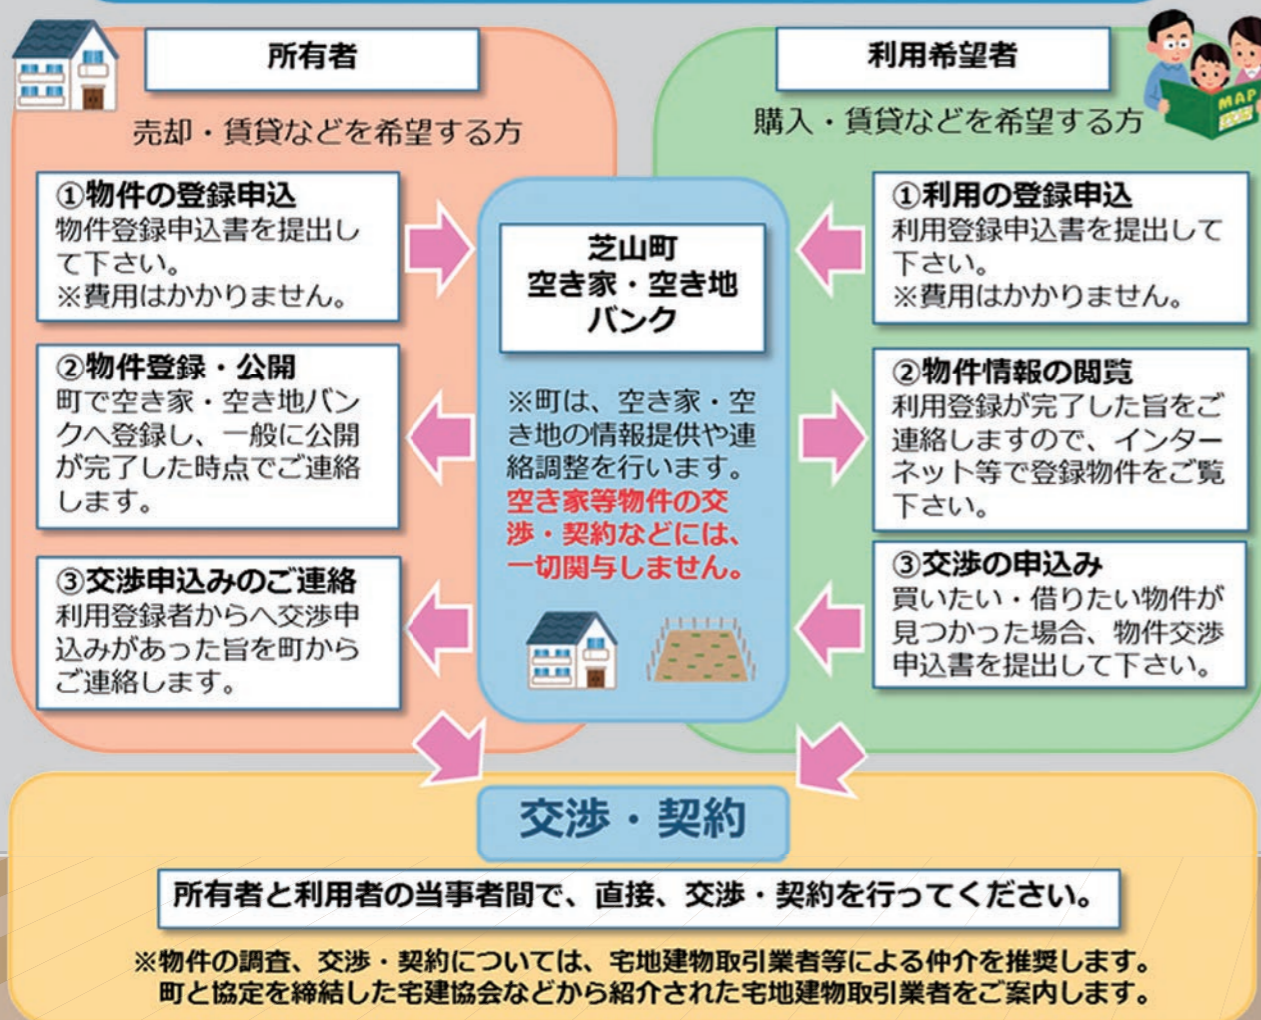 所有者
売却・賃貸などを希望する方
①物件の登録申込
物件登録申込書を提出し
て下さい。
※費用はかかりません。
②物件登録・公開
町で空き家・空き地バン
クへ登録し、一般に公開
が完了した時点でご連絡
します。
③交渉申込みのご連絡
利用登録者からへ交渉申
込みがあった旨を町から
ご連絡します。
芝山町
空き家・空き地
バンク
※町は、空き家・空
き地の情報提供や連
絡調整を行います。
空き家等物件の交
渉・契約などには、
一切関与しません。
利用希望者
MAP
購入・賃貸などを希望する方
①利用の登録申込
利用登録申込書を提出して
下さい。
※費用はかかりません。
②物件情報の閲覧
利用登録が完了した旨をご
連絡しますので、インター
ネット等で登録物件をご覧
下さい。
③交渉の申込み
買いたい・借りたい物件が
見つかった場合、物件交渉
申込書を提出して下さい。
交渉・契約
所有者と利用者の当事者間で、直接、交渉・契約を行ってください。
※物件の調査、交渉・契約については、宅地建物取引業者等による仲介を推奨します。
町と協定を締結した宅建協会などから紹介された宅地建物取引業者をご案内します。